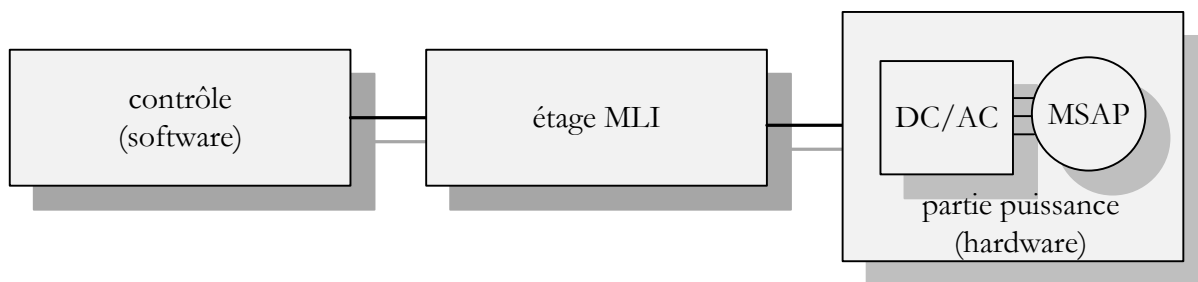 contrôle
(software)
étage MLI
DC/AC
MSAP
partie puissance
(hardware)